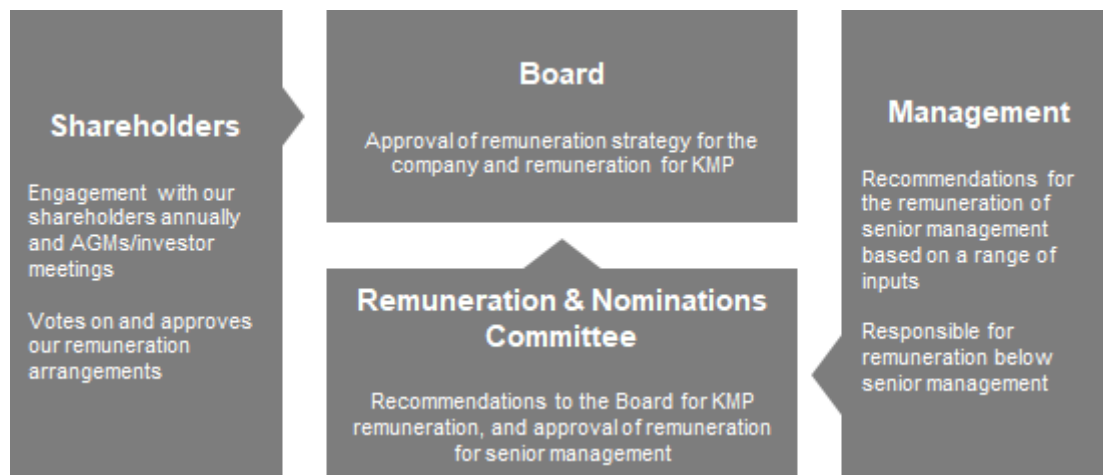 Shareholders
Engagement with our
shareholders annually
and AGMs/investor
meetings
Votes on and approves
our remuneration
arrangements
Board
Approval of remuneration strategy for the
company and remuneration for KMP
Remuneration & Nominations
Committee
Recommendations to the Board for KMP
remuneration, and approval of remuneration
for senior management
Management
Recommendations for
the remuneration of
senior management
based on a range of
inputs
Responsible for
remuneration below
senior management